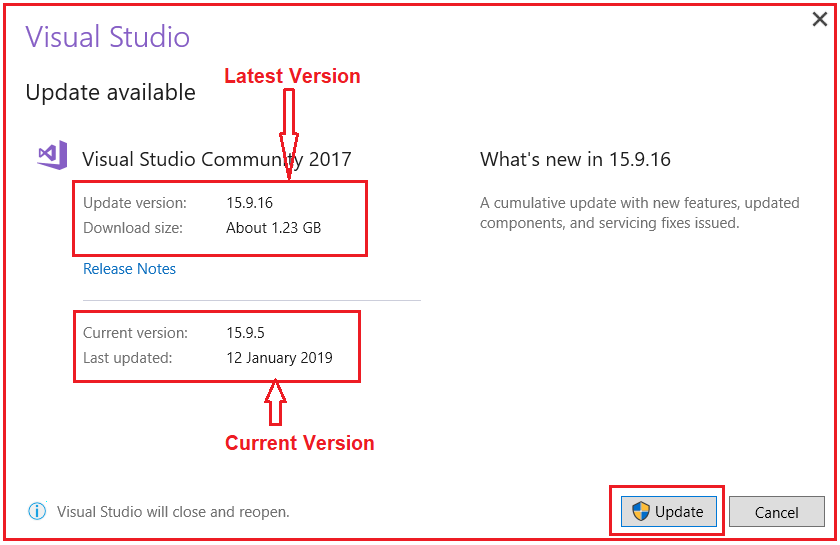 Visual Studio
Update available
Latest Version
Visual Studio Community 2017
Update version: 15.9.16
Download size: About 1.23 GB
Release Notes
Current version: 15.9.5
Last updated: 12 January 2019
Current Version
What's new in 15.9.16
A cumulative update with new features, updated
components, and servicing fixes issued.
Visual Studio will close and reopen.
Update
Cancel